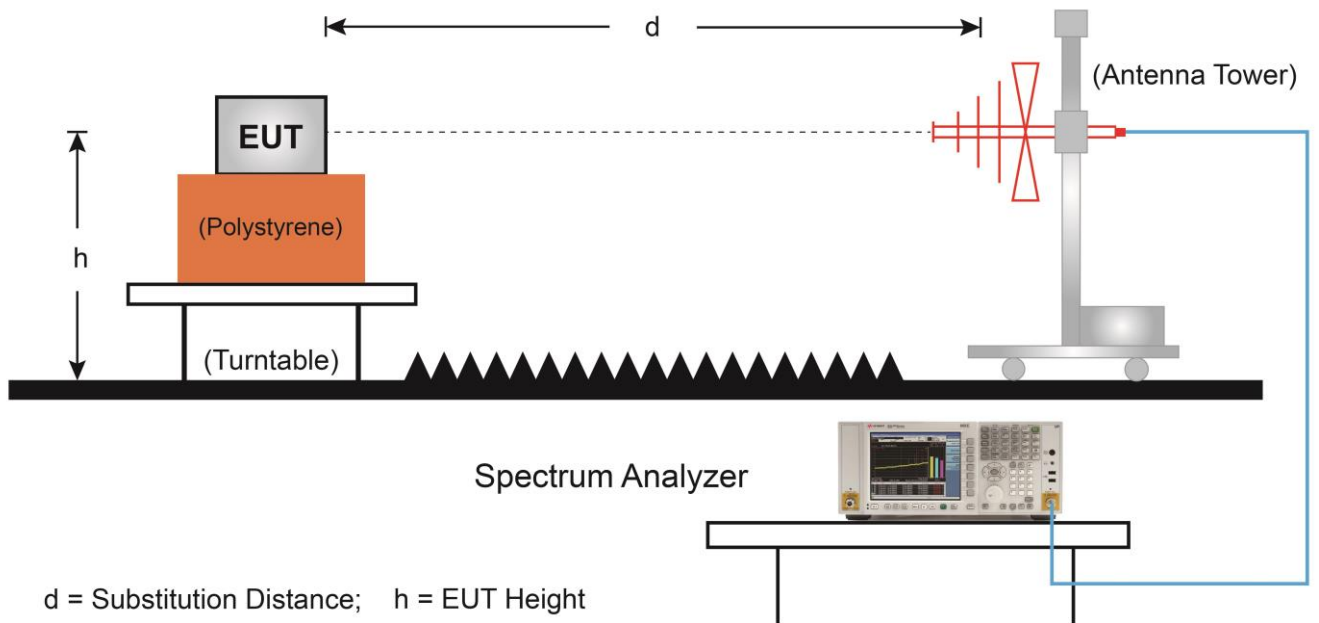 d
(Antenna Tower)
EUT
(Polystyrene)
h
(Turntable)
Spectrum Analyzer
d = Substitution Distance; h = EUT Height